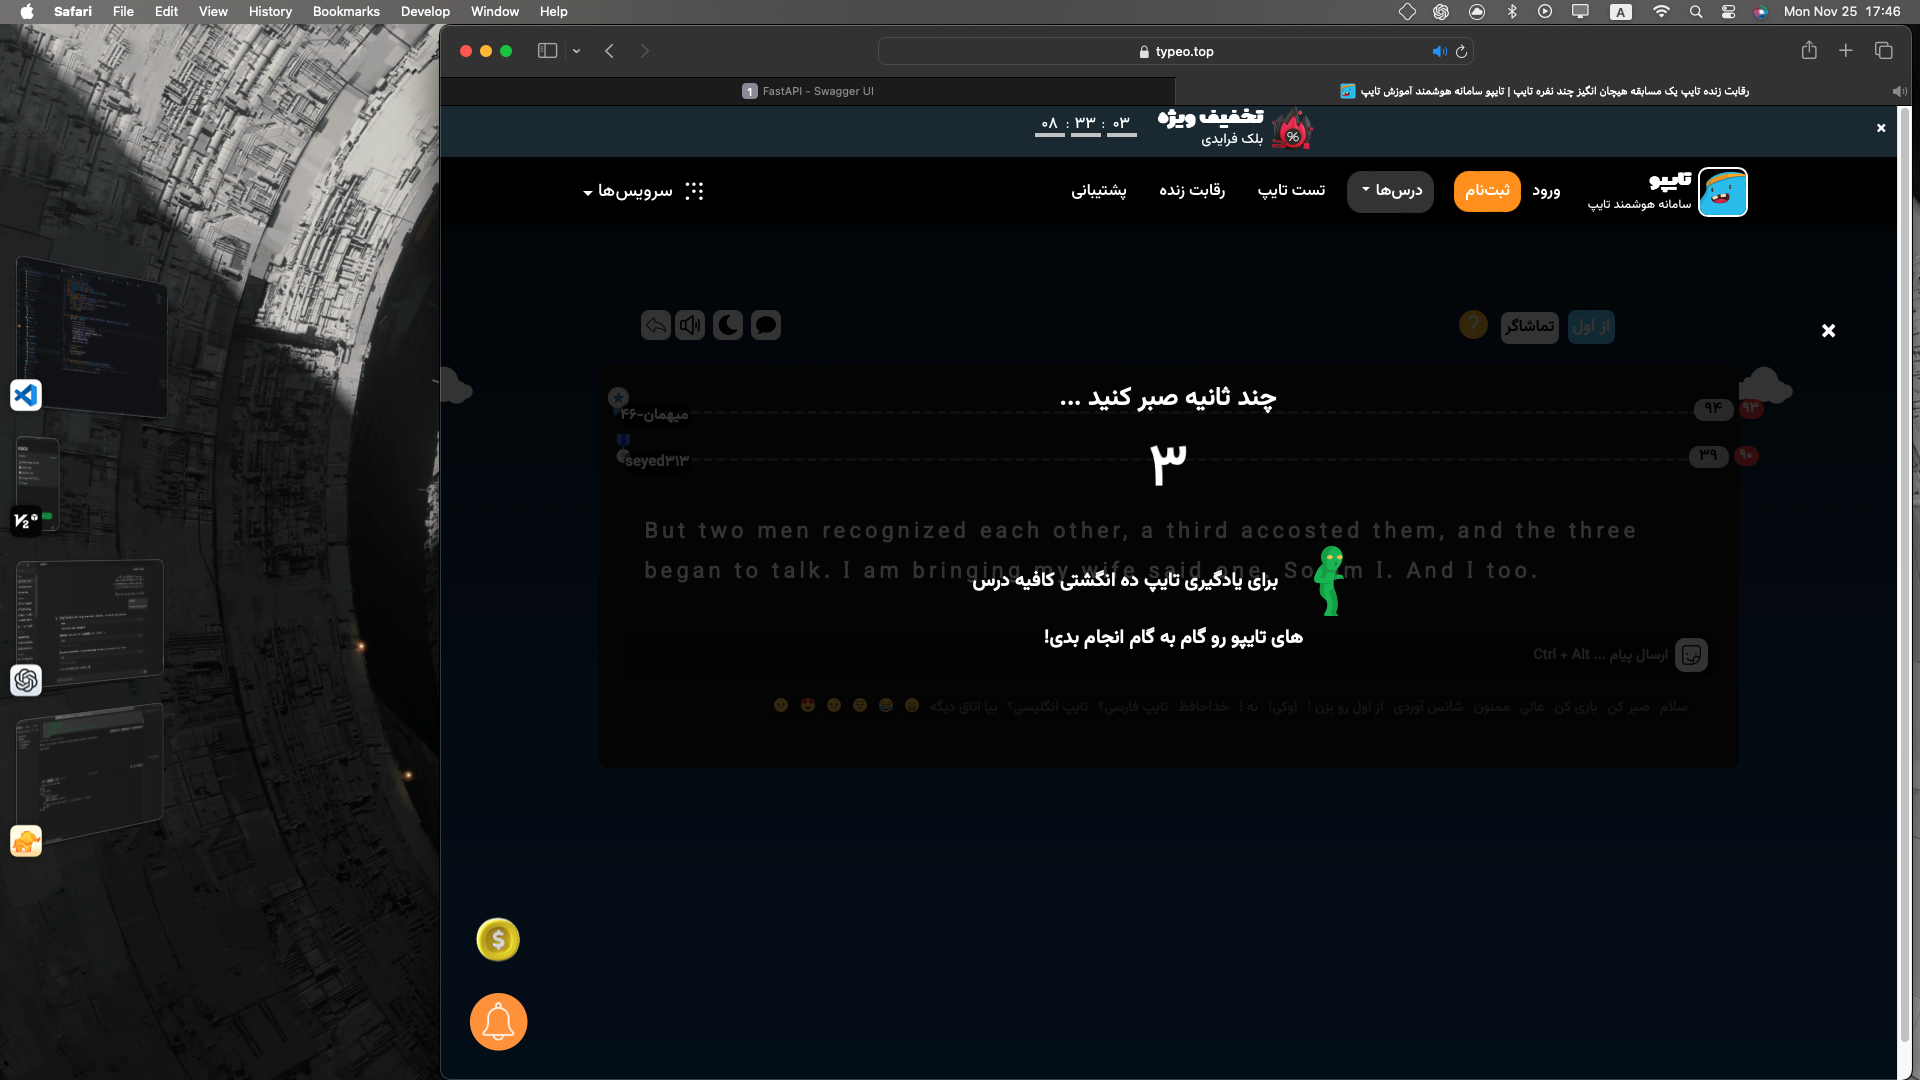 Safari File Edit View History Bookmarks Develop Window Help
A
Mon Nov 25 17:46
typeo.top
1 FastAPI - Swagger UI
رقابت زنده تایپ یک مسابقه هیجان انگیز چند نفره تایپ | تایپو سامانه هوشمند آموزش تایپ
%
تخفیف ویژه
بلک فرایدی
۰۸ : ۳۳ : ۰۳
تایپو
سامانه هوشمند تایپ
ورود
ثبت‌نام
درس‌ها
تست تایپ
رقابت زنده
پشتیبانی
سرویس‌ها
از اول
تماشاگر
?
چند ثانیه صبر کنید ...
۳
میهمان-۴۶
۹۴
۹۳
seyed۳۱۳
۳۹
۹۰
But two men recognized each other, a third accosted them, and the three
began to talk. I am bringing my wife said one. So am I. And I too.
برای یادگیری تایپ ده انگشتی کافیه درس
های تایپو رو گام به گام انجام بدی!
ارسال پیام ... Ctrl + Alt
سلام صبر کن بازی کن عالی ممنون شانس آوردی از اول رو بزن ! اوکی! نه ! خداحافظ تایپ فارسی؟ تایپ انگلیسی؟ بیا اتاق دیگه
$